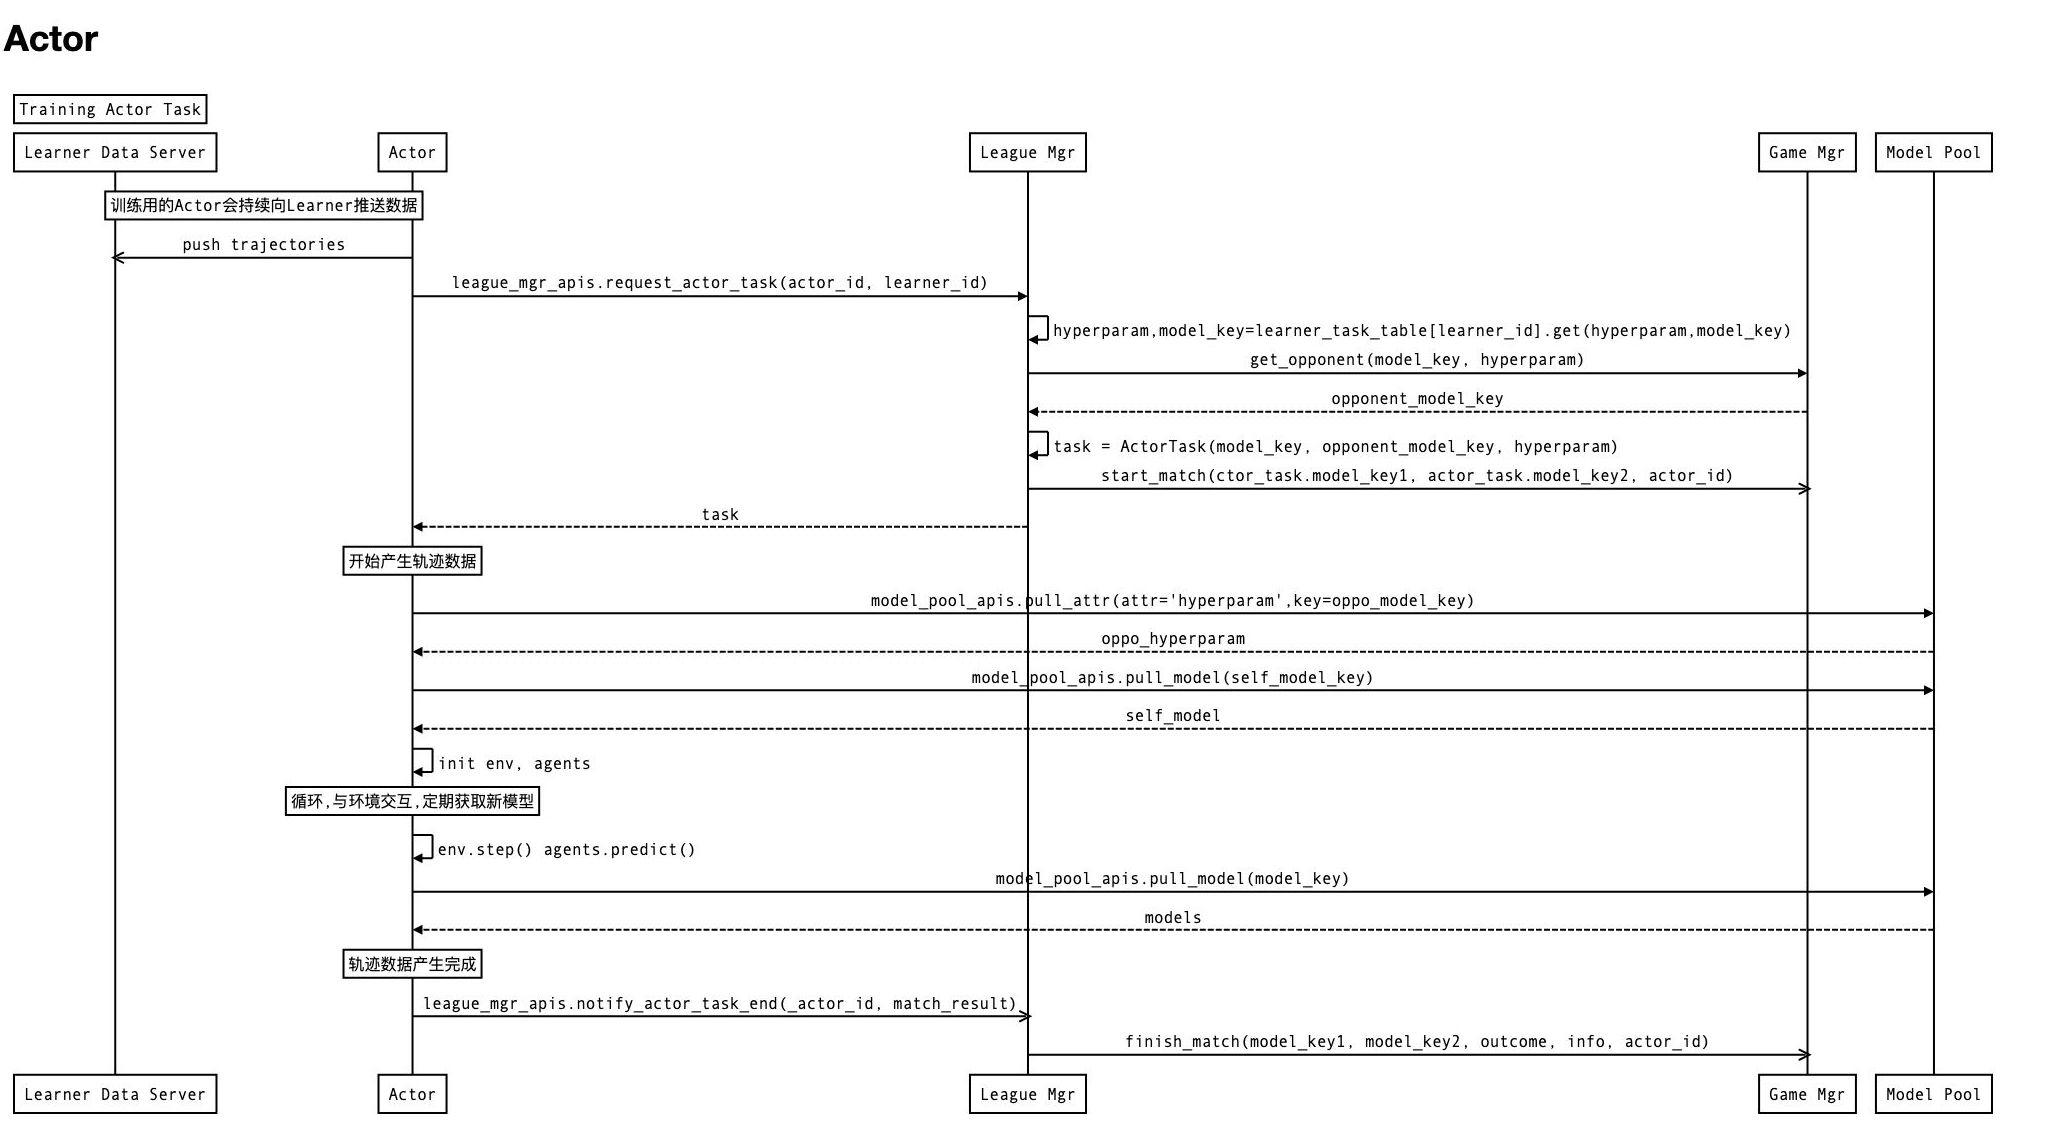 Actor
Training Actor Task
Learner Data Server
Actor
League Mgr
Game Mgr
Model Pool
训练用的Actor会持续向Learner推送数据
push trajectories
league_mgr_apis.request_actor_task(actor_id, learner_id)
hyperparam,model_key=learner_task_table[learner_id].get(hyperparam,model_key)
get_opponent(model_key, hyperparam)
opponent_model_key
task = ActorTask(model_key, opponent_model_key, hyperparam)
start_match(ctor_task.model_key1, actor_task.model_key2, actor_id)
task
开始产生轨迹数据
model_pool_apis.pull_attr(attr='hyperparam',key=oppo_model_key)
oppo_hyperparam
model_pool_apis.pull_model(self_model_key)
self_model
init env, agents
循环,与环境交互,定期获取新模型
env.step() agents.predict()
model_pool_apis.pull_model(model_key)
models
轨迹数据产生完成
league_mgr_apis.notify_actor_task_end(_actor_id, match_result)
finish_match(model_key1, model_key2, outcome, info, actor_id)
Learner Data Server
Actor
League Mgr
Game Mgr
Model Pool